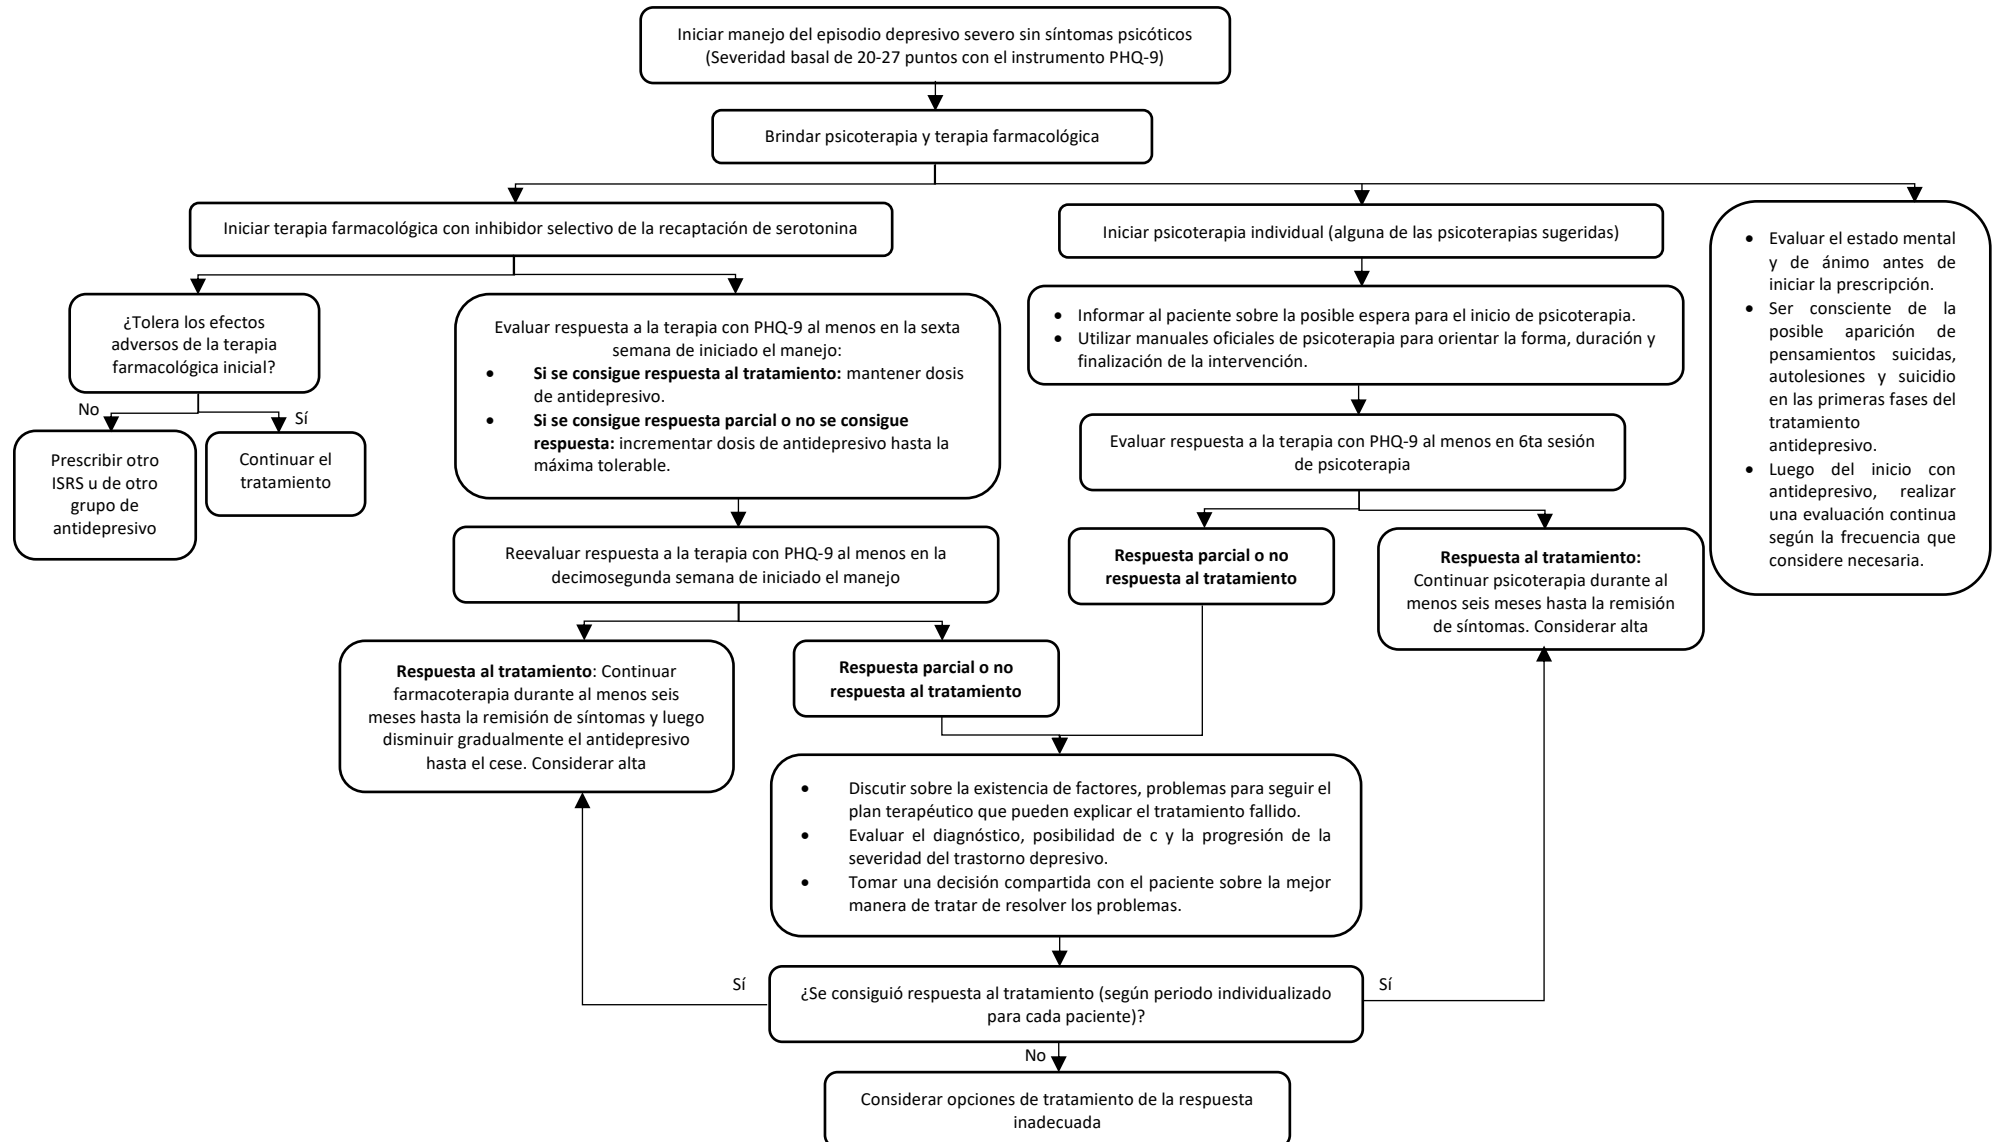 Iniciar manejo del episodio depresivo severo sin síntomas psicóticos
(Severidad basal de 20-27 puntos con el instrumento PHQ-9)
Brindar psicoterapia y terapia farmacológica
Iniciar terapia farmacológica con inhibidor selectivo de la recaptación de serotonina
¿Tolera los efectos
adversos de la terapia
farmacológica inicial?
No
Sí
Prescribir otro
ISRS u de otro
grupo de
antidepresivo
Continuar el
tratamiento
Evaluar respuesta a la terapia con PHQ-9 al menos en la sexta
semana de iniciado el manejo:
• Si se consigue respuesta al tratamiento: mantener dosis
de antidepresivo.
• Si se consigue respuesta parcial o no se consigue
respuesta: incrementar dosis de antidepresivo hasta la
máxima tolerable.
Reevaluar respuesta a la terapia con PHQ-9 al menos en la
decimosegunda semana de iniciado el manejo
Respuesta al tratamiento: Continuar
farmacoterapia durante al menos seis
meses hasta la remisión de síntomas y luego
disminuir gradualmente el antidepresivo
hasta el cese. Considerar alta
Respuesta parcial o no
respuesta al tratamiento
Iniciar psicoterapia individual (alguna de las psicoterapias sugeridas)
• Informar al paciente sobre la posible espera para el inicio de psicoterapia.
• Utilizar manuales oficiales de psicoterapia para orientar la forma, duración y
finalización de la intervención.
Evaluar respuesta a la terapia con PHQ-9 al menos en 6ta sesión
de psicoterapia
Respuesta parcial o no
respuesta al tratamiento
Respuesta al tratamiento:
Continuar psicoterapia durante al
menos seis meses hasta la remisión
de síntomas. Considerar alta
• Evaluar el estado mental
y de ánimo antes de
iniciar la prescripción.
• Ser consciente de la
posible aparición de
pensamientos suicidas,
autolesiones y suicidio
en las primeras fases del
tratamiento
antidepresivo.
• Luego del inicio con
antidepresivo, realizar
una evaluación continua
según la frecuencia que
considere necesaria.
• Discutir sobre la existencia de factores, problemas para seguir el
plan terapéutico que pueden explicar el tratamiento fallido.
• Evaluar el diagnóstico, posibilidad de c y la progresión de la
severidad del trastorno depresivo.
• Tomar una decisión compartida con el paciente sobre la mejor
manera de tratar de resolver los problemas.
Sí
¿Se consiguió respuesta al tratamiento (según periodo individualizado
para cada paciente)?
Sí
No
Considerar opciones de tratamiento de la respuesta
inadecuada